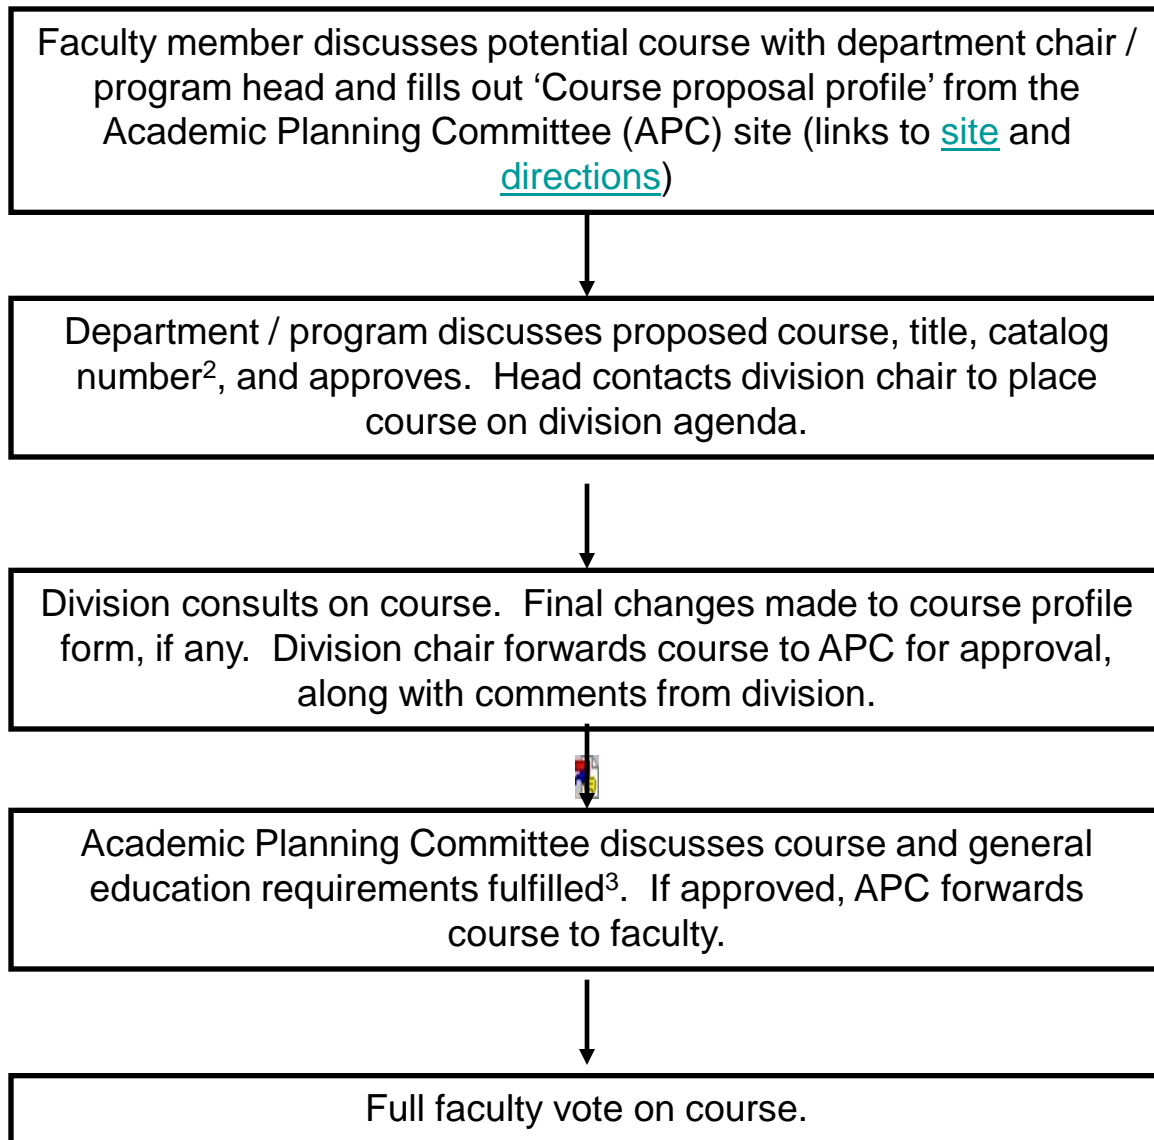 Faculty member discusses potential course with department chair /
program head and fills out ‘Course proposal profile’ from the
Academic Planning Committee (APC) site (links to site and
directions)
Department / program discusses proposed course, title, catalog
number², and approves.  Head contacts division chair to place
course on division agenda.
Division consults on course.  Final changes made to course profile
form, if any.  Division chair forwards course to APC for approval,
along with comments from division.
Academic Planning Committee discusses course and general
education requirements fulfilled³.  If approved, APC forwards
course to faculty.
Full faculty vote on course.